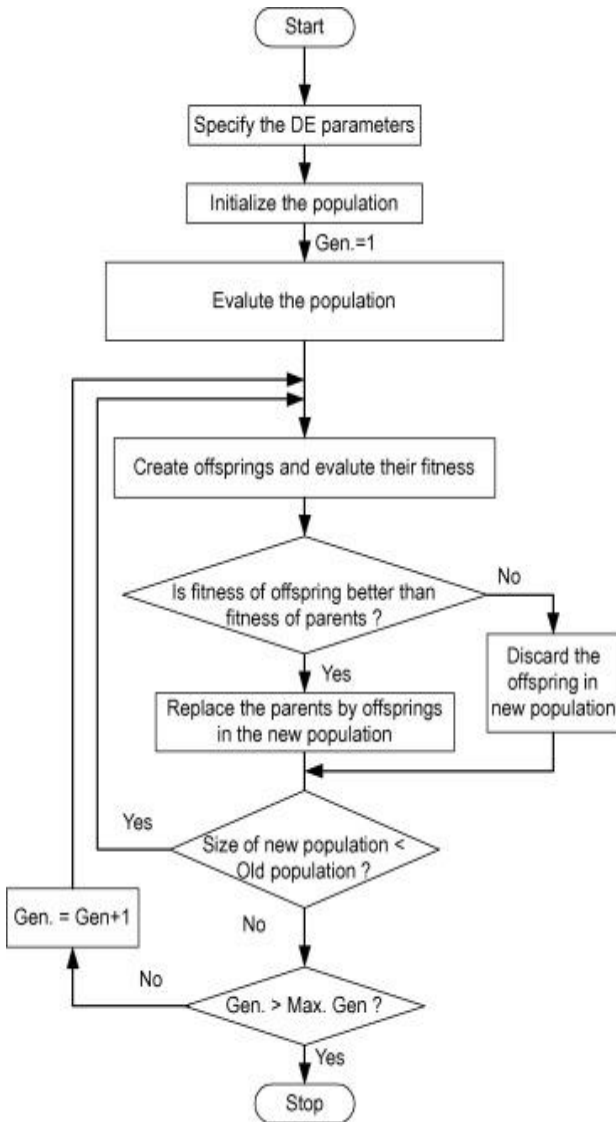 Start
Specify the DE parameters
Initialize the population
Gen.=1
Evalute the population
Create offsprings and evalute their fitness
Is fitness of offspring better than
fitness of parents ?
No
Yes
Discard the
offspring in
new population
Replace the parents by offsprings
in the new population
Yes
Size of new population <
Old population ?
Gen. = Gen+1
No
No
Gen. > Max. Gen ?
Yes
Stop